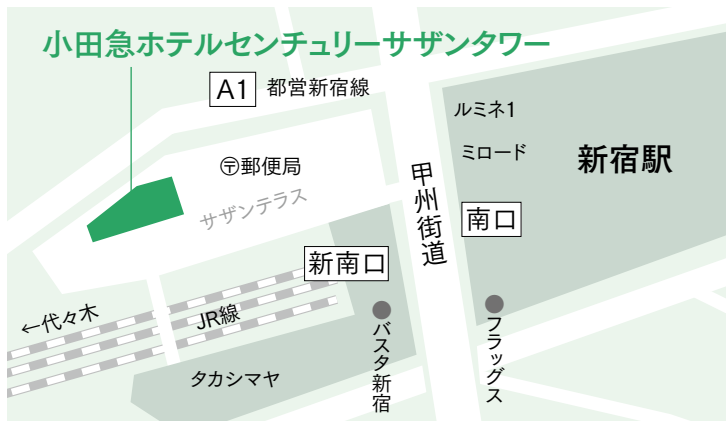 小田急ホテルセンチュリーサザンタワー
A1
都営新宿線
ルミネ1
〶郵便局
ミロード
新宿駅
サザンテラス
甲州街道
南口
新南口
←代々木
JR線
バスタ新宿
フラッグス
タカシマヤ